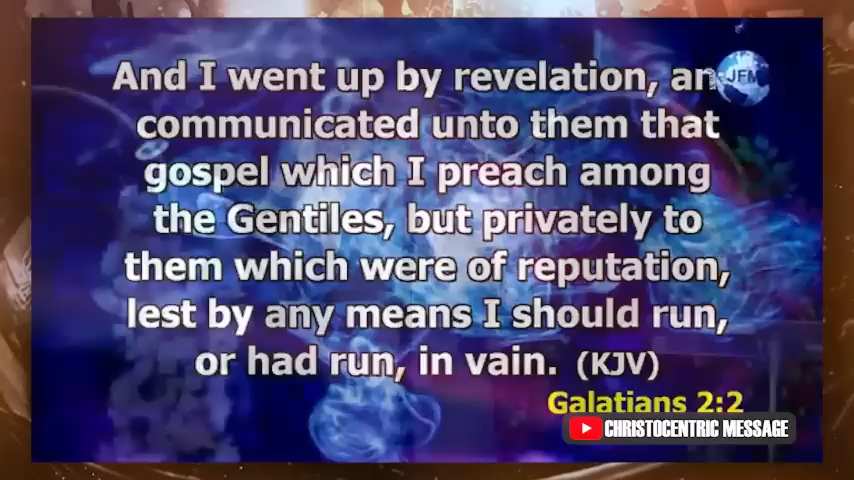 And I went up by revelation, an
JFM
communicated unto them that
gospel which I preach among
the Gentiles, but privately to
them which were of reputation,
lest by any means I should run,
or had run, in vain. (KJV)
Galatians 2:2
CHRISTOCENTRIC MESSAGE